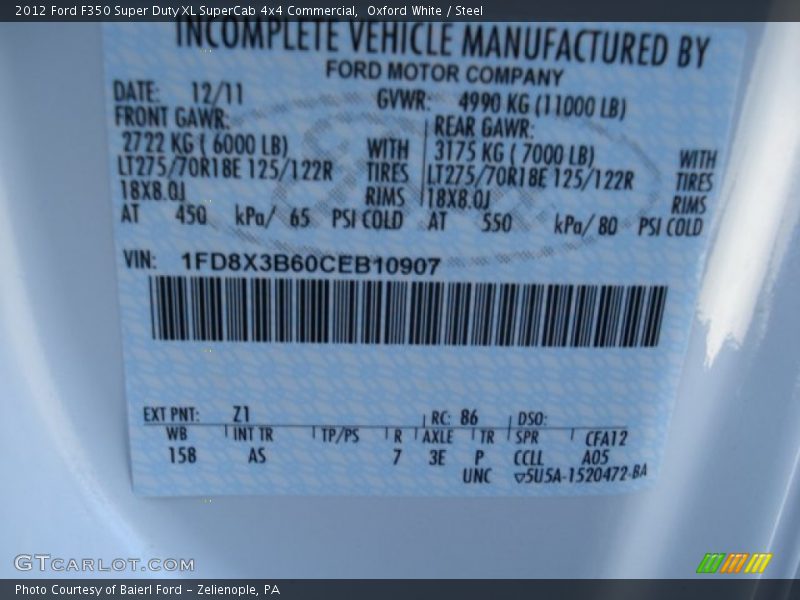 2012 Ford F350 Super Duty XL SuperCab 4x4 Commercial, Oxford White / Steel
INCOMPLETE VEHICLE MANUFACTURED BY
FORD MOTOR COMPANY
DATE: 12/11 GVWR: 4990 KG (11000 LB)
FRONT GAWR: REAR GAWR:
2722 KG ( 6000 LB) WITH 3175 KG ( 7000 LB) WITH
LT275/70R18E 125/122R TIRES LT275/70R18E 125/122R TIRES
18X8.0J RIMS 18X8.0J RIMS
AT 450 kPa/ 65 PSI COLD AT 550 kPa/ 80 PSI COLD
VIN: 1FD8X3B60CEB10907
EXT PNT: Z1 RC: 86 DSO:
WB INT TR TP/PS R AXLE TR SPR CFA12
158 AS 7 3E P CCLL A05
UNC ▽5U5A-1520472-BA
GTCARLOT.COM
Photo Courtesy of Baierl Ford - Zelienople, PA